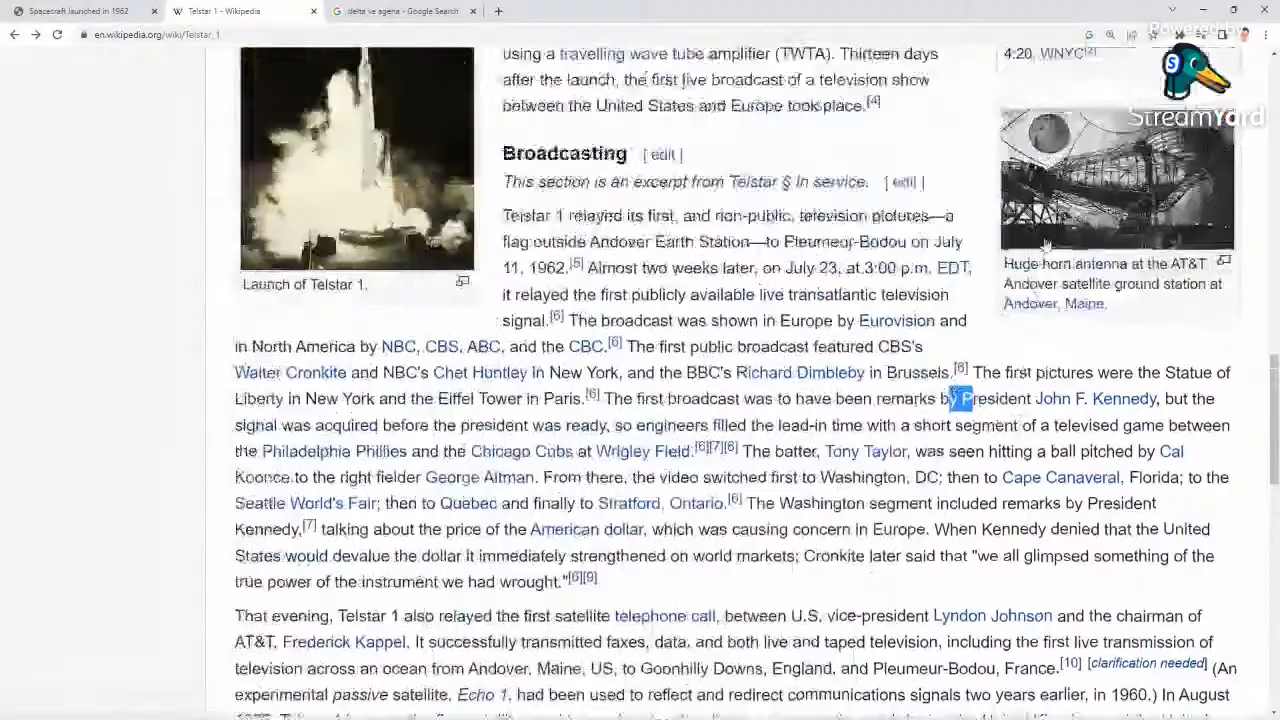 Spacecraft launched in 1962
Telstar 1 - Wikipedia
delta ve agena - Google Search
en.wikipedia.org/wiki/Telstar_1
Powered by
StreamYard
using a travelling wave tube amplifier (TWTA). Thirteen days
after the launch, the first live broadcast of a television show
between the United States and Europe took place.[4]
4:20 WNYC[2]
Broadcasting [ edit ]
This section is an excerpt from Telstar § In service. [ edit ]
Telstar 1 relayed its first, and non-public, television pictures—a
flag outside Andover Earth Station—to Pleumeur-Bodou on July
11, 1962.[5] Almost two weeks later, on July 23, at 3:00 p.m. EDT,
it relayed the first publicly available live transatlantic television
signal.[6] The broadcast was shown in Europe by Eurovision and
Launch of Telstar 1.
Huge horn antenna at the AT&T
Andover satellite ground station at
Andover, Maine.
in North America by NBC, CBS, ABC, and the CBC.[6] The first public broadcast featured CBS's
Walter Cronkite and NBC's Chet Huntley in New York, and the BBC's Richard Dimbleby in Brussels.[6] The first pictures were the Statue of
Liberty in New York and the Eiffel Tower in Paris.[6] The first broadcast was to have been remarks by President John F. Kennedy, but the
signal was acquired before the president was ready, so engineers filled the lead-in time with a short segment of a televised game between
the Philadelphia Phillies and the Chicago Cubs at Wrigley Field.[6][7][8] The batter, Tony Taylor, was seen hitting a ball pitched by Cal
Koonce to the right fielder George Altman. From there, the video switched first to Washington, DC; then to Cape Canaveral, Florida; to the
Seattle World's Fair; then to Quebec and finally to Stratford, Ontario.[6] The Washington segment included remarks by President
Kennedy,[7] talking about the price of the American dollar, which was causing concern in Europe. When Kennedy denied that the United
States would devalue the dollar it immediately strengthened on world markets; Cronkite later said that "we all glimpsed something of the
true power of the instrument we had wrought."[6][9]
That evening, Telstar 1 also relayed the first satellite telephone call, between U.S. vice-president Lyndon Johnson and the chairman of
AT&T, Frederick Kappel. It successfully transmitted faxes, data, and both live and taped television, including the first live transmission of
television across an ocean from Andover, Maine, US, to Goonhilly Downs, England, and Pleumeur-Bodou, France.[10] [clarification needed] (An
experimental passive satellite, Echo 1, had been used to reflect and redirect communications signals two years earlier, in 1960.) In August